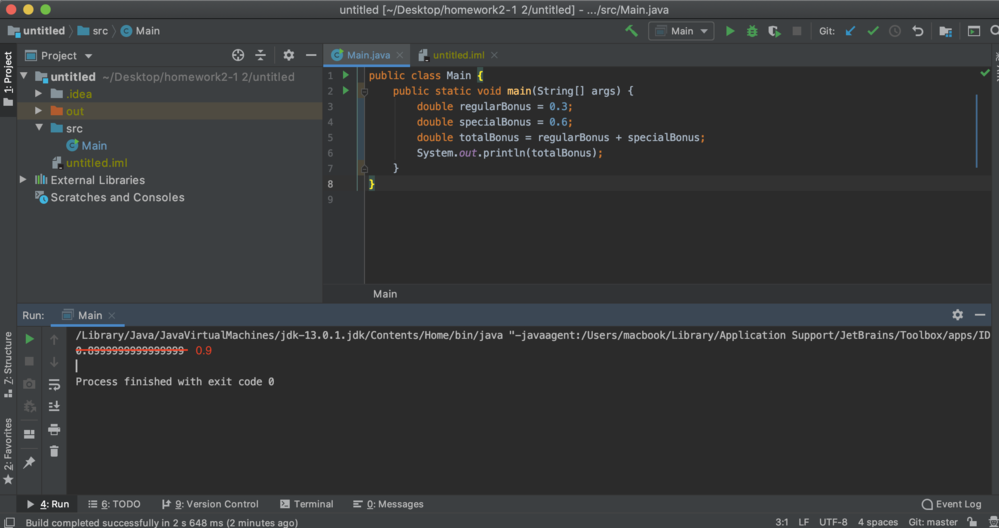 untitled [~/Desktop/homework2-1 2/untitled] - .../src/Main.java
untitled src Main
Main Git:
1: Project
Project
Main.java untitled.iml
untitled ~/Desktop/homework2-1 2/untitled
.idea
out
src
Main
untitled.iml
External Libraries
Scratches and Consoles
1 public class Main {
2 public static void main(String[] args) {
3 double regularBonus = 0.3;
4 double specialBonus = 0.6;
5 double totalBonus = regularBonus + specialBonus;
6 System.out.println(totalBonus);
7 }
8 }
9
Main
Run: Main
/Library/Java/JavaVirtualMachines/jdk-13.0.1.jdk/Contents/Home/bin/java "-javaagent:/Users/macbook/Library/Application Support/JetBrains/Toolbox/apps/ID
0.8999999999999999 0.9
Process finished with exit code 0
7: Structure
2: Favorites
4: Run 6: TODO 9: Version Control Terminal 0: Messages Event Log
Build completed successfully in 2 s 648 ms (2 minutes ago) 3:1 LF UTF-8 4 spaces Git: master